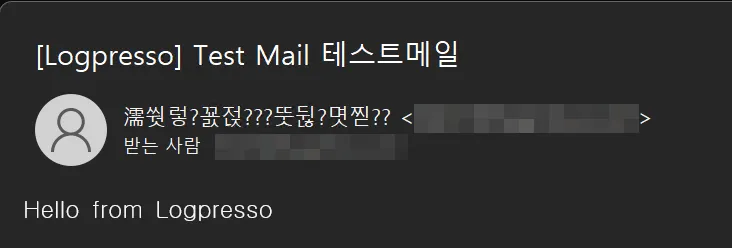 [Logpresso] Test Mail 테스트메일
濡쒓렇?꾨젔???뚯뒪?몃찓?? < >
받는 사람
Hello from Logpresso